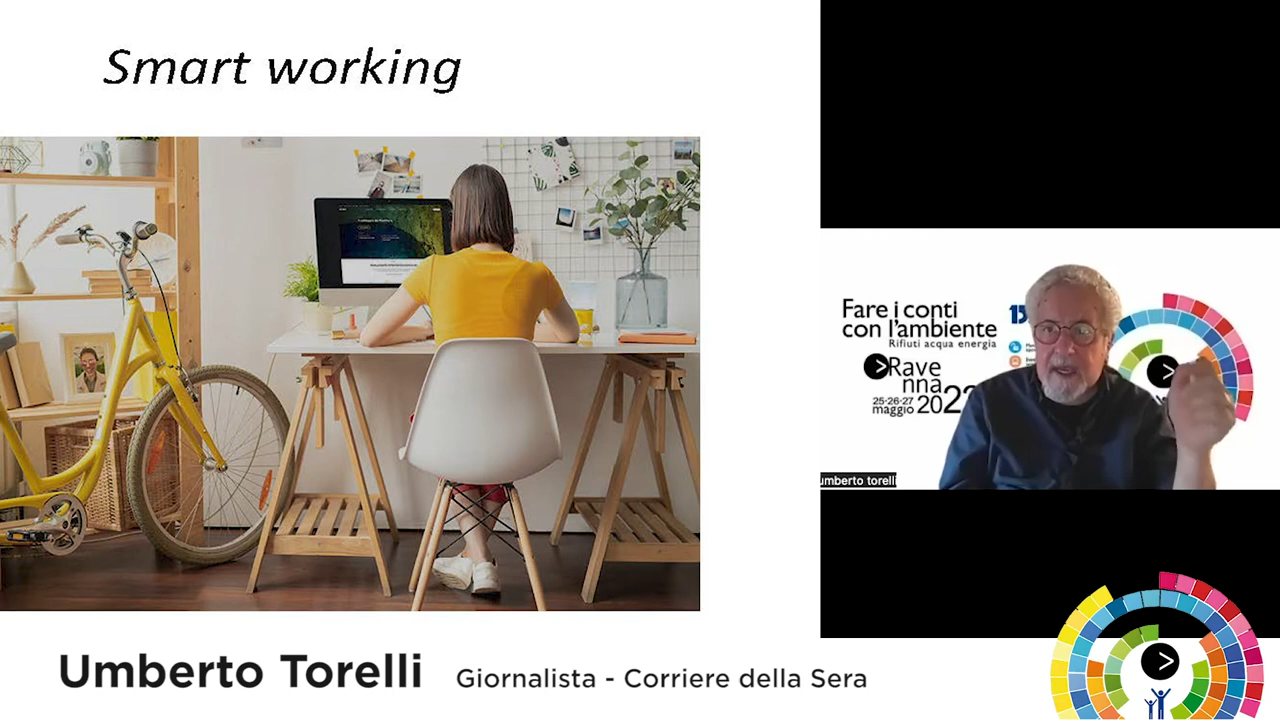 Smart working
Fare i conti
con l'ambiente
Rifiuti acqua energia
Rave
nna
25·26·27
maggio
umberto torelli
Umberto Torelli
Giornalista - Corriere della Sera